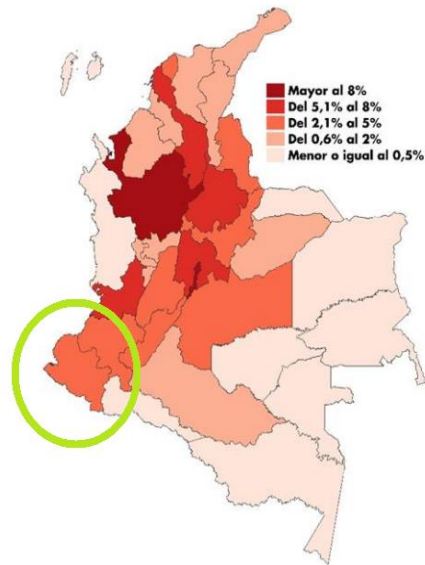 Mayor al 8%
Del 5,1% al 8%
Del 2,1% al 5%
Del 0,6% al 2%
Menor o igual al 0,5%